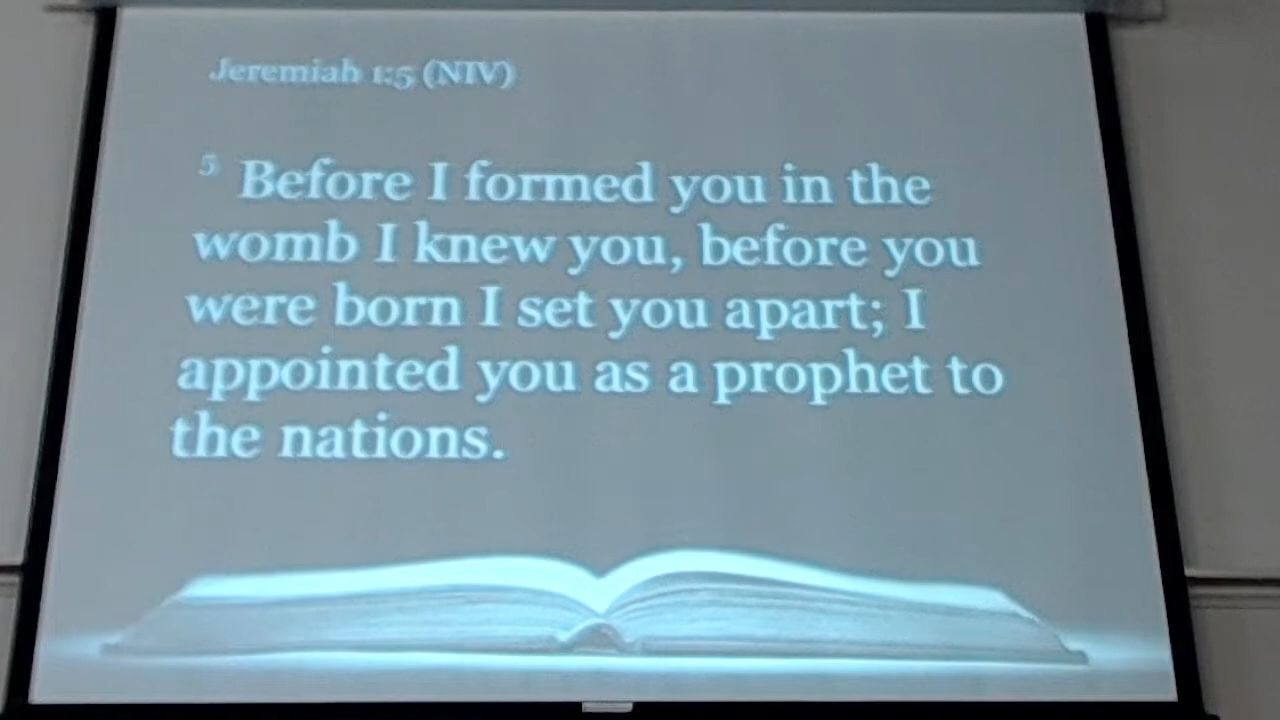 Jeremiah 1:5 (NIV)
5 Before I formed you in the
womb I knew you, before you
were born I set you apart; I
appointed you as a prophet to
the nations.